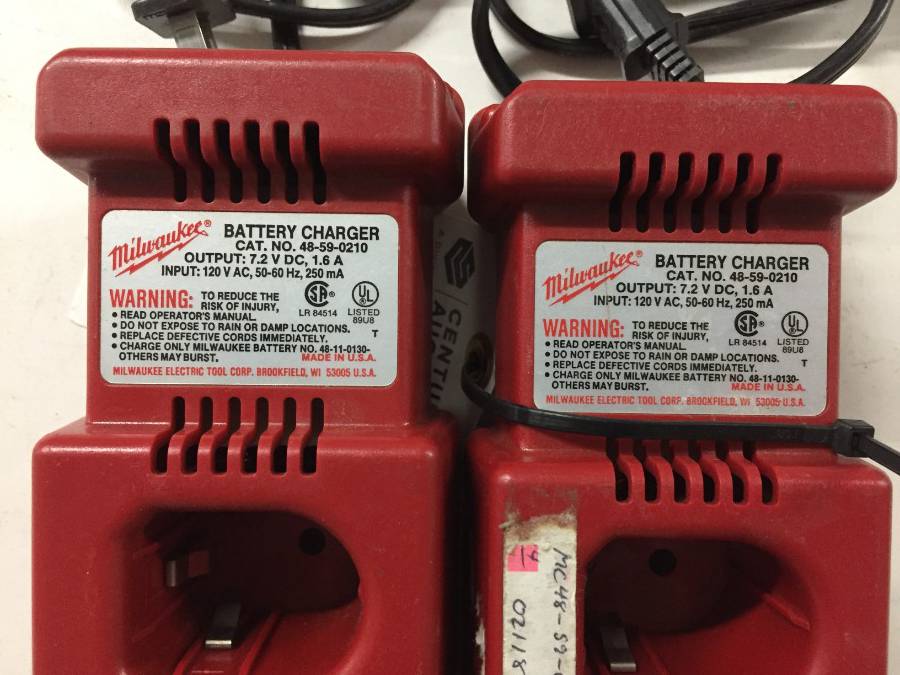 Milwaukee®
BATTERY CHARGER
CAT. NO. 48-59-0210
OUTPUT: 7.2 V DC, 1.6 A
INPUT: 120 V AC, 50-60 Hz, 250 mA
WARNING: TO REDUCE THE
RISK OF INJURY,
• READ OPERATOR'S MANUAL.
• DO NOT EXPOSE TO RAIN OR DAMP LOCATIONS.
• REPLACE DEFECTIVE CORDS IMMEDIATELY.
• CHARGE ONLY MILWAUKEE BATTERY NO. 48-11-0130-
OTHERS MAY BURST.
SA®
LR 84514
UL
LISTED
89U8
T
MADE IN U.S.A.
MILWAUKEE ELECTRIC TOOL CORP. BROOKFIELD, WI 53005 U.S.A.
Milwaukee®
BATTERY CHARGER
CAT. NO. 48-59-0210
OUTPUT: 7.2 V DC, 1.6 A
INPUT: 120 V AC, 50-60 Hz, 250 mA
WARNING: TO REDUCE THE
RISK OF INJURY,
• READ OPERATOR'S MANUAL.
• DO NOT EXPOSE TO RAIN OR DAMP LOCATIONS.
• REPLACE DEFECTIVE CORDS IMMEDIATELY.
• CHARGE ONLY MILWAUKEE BATTERY NO. 48-11-0130-
OTHERS MAY BURST.
SA®
LR 84514
UL
LISTED
89U8
T
MADE IN U.S.A.
MILWAUKEE ELECTRIC TOOL CORP. BROOKFIELD, WI 53005 U.S.A.
MC48-59-
02118